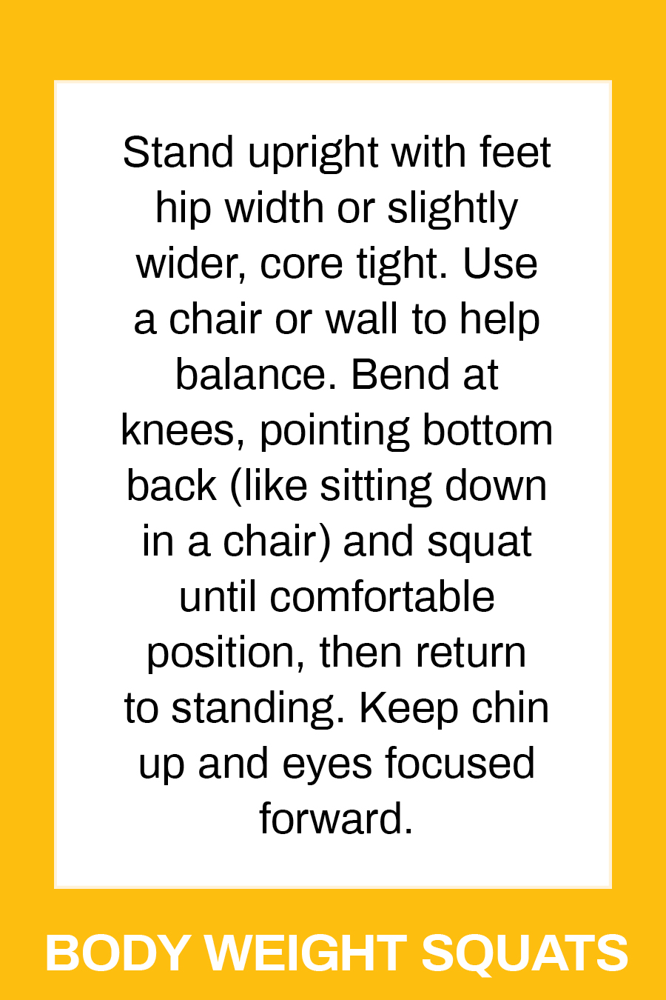 Stand upright with feet
hip width or slightly
wider, core tight. Use
a chair or wall to help
balance. Bend at
knees, pointing bottom
back (like sitting down
in a chair) and squat
until comfortable
position, then return
to standing. Keep chin
up and eyes focused
forward.
BODY WEIGHT SQUATS